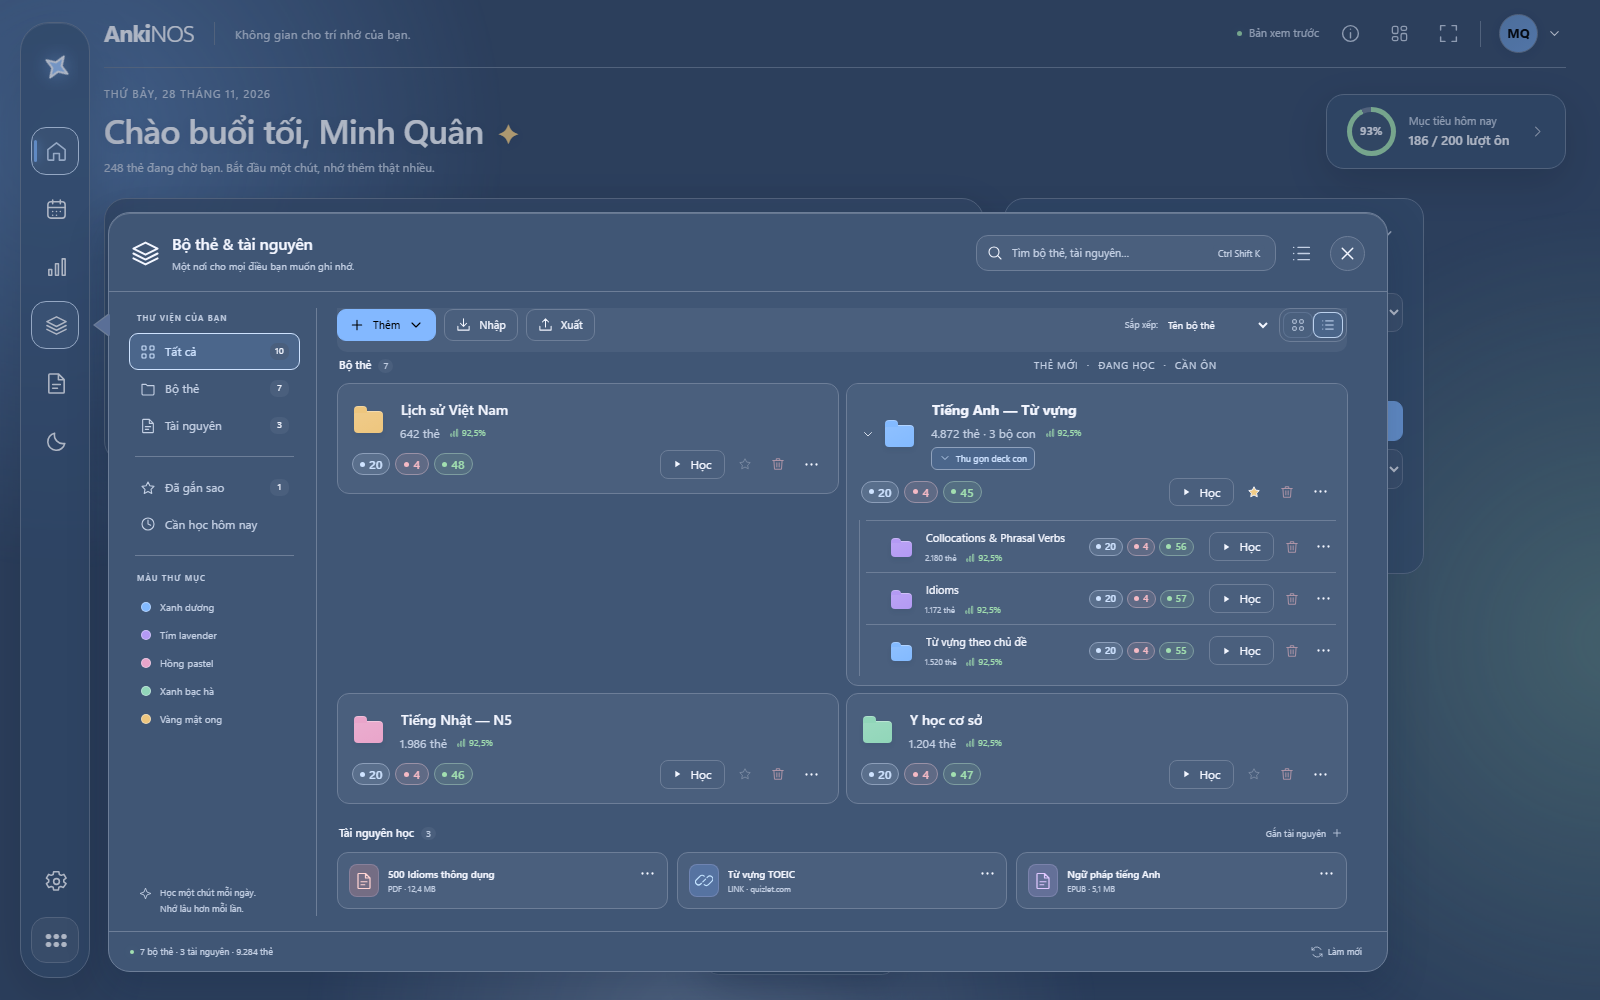 AnkiNOS
Không gian cho trí nhớ của bạn.
Bản xem trước
MQ
THỨ BẢY, 28 THÁNG 11, 2026
Chào buổi tối, Minh Quân
248 thẻ đang chờ bạn. Bắt đầu một chút, nhớ thêm thật nhiều.
93%
Mục tiêu hôm nay
186 / 200 lượt ôn
Bộ thẻ & tài nguyên
Một nơi cho mọi điều bạn muốn ghi nhớ.
Tìm bộ thẻ, tài nguyên...
Ctrl Shift K
THƯ VIỆN CỦA BẠN
Tất cả 10
Bộ thẻ 7
Tài nguyên 3
Đã gắn sao 1
Cần học hôm nay
MÀU THƯ MỤC
Xanh dương
Tím lavender
Hồng pastel
Xanh bạc hà
Vàng mật ong
Học một chút mỗi ngày.
Nhớ lâu hơn mỗi lần.
Thêm
Nhập
Xuất
Sắp xếp: Tên bộ thẻ
Bộ thẻ 7
THẺ MỚI · ĐANG HỌC · CẦN ÔN
Lịch sử Việt Nam
642 thẻ 92,5%
20 4 48 Học
Tiếng Anh — Từ vựng
4.872 thẻ · 3 bộ con 92,5%
Thu gọn deck con
20 4 45 Học
Collocations & Phrasal Verbs
2.180 thẻ 92,5%
20 4 56 Học
Idioms
1.172 thẻ 92,5%
20 4 57 Học
Từ vựng theo chủ đề
1.520 thẻ 92,5%
20 4 55 Học
Tiếng Nhật — N5
1.986 thẻ 92,5%
20 4 46 Học
Y học cơ sở
1.204 thẻ 92,5%
20 4 47 Học
Tài nguyên học 3
Gắn tài nguyên
500 Idioms thông dụng
PDF · 12,4 MB
Từ vựng TOEIC
LINK · quizlet.com
Ngữ pháp tiếng Anh
EPUB · 5,1 MB
7 bộ thẻ · 3 tài nguyên · 9.284 thẻ
Làm mới